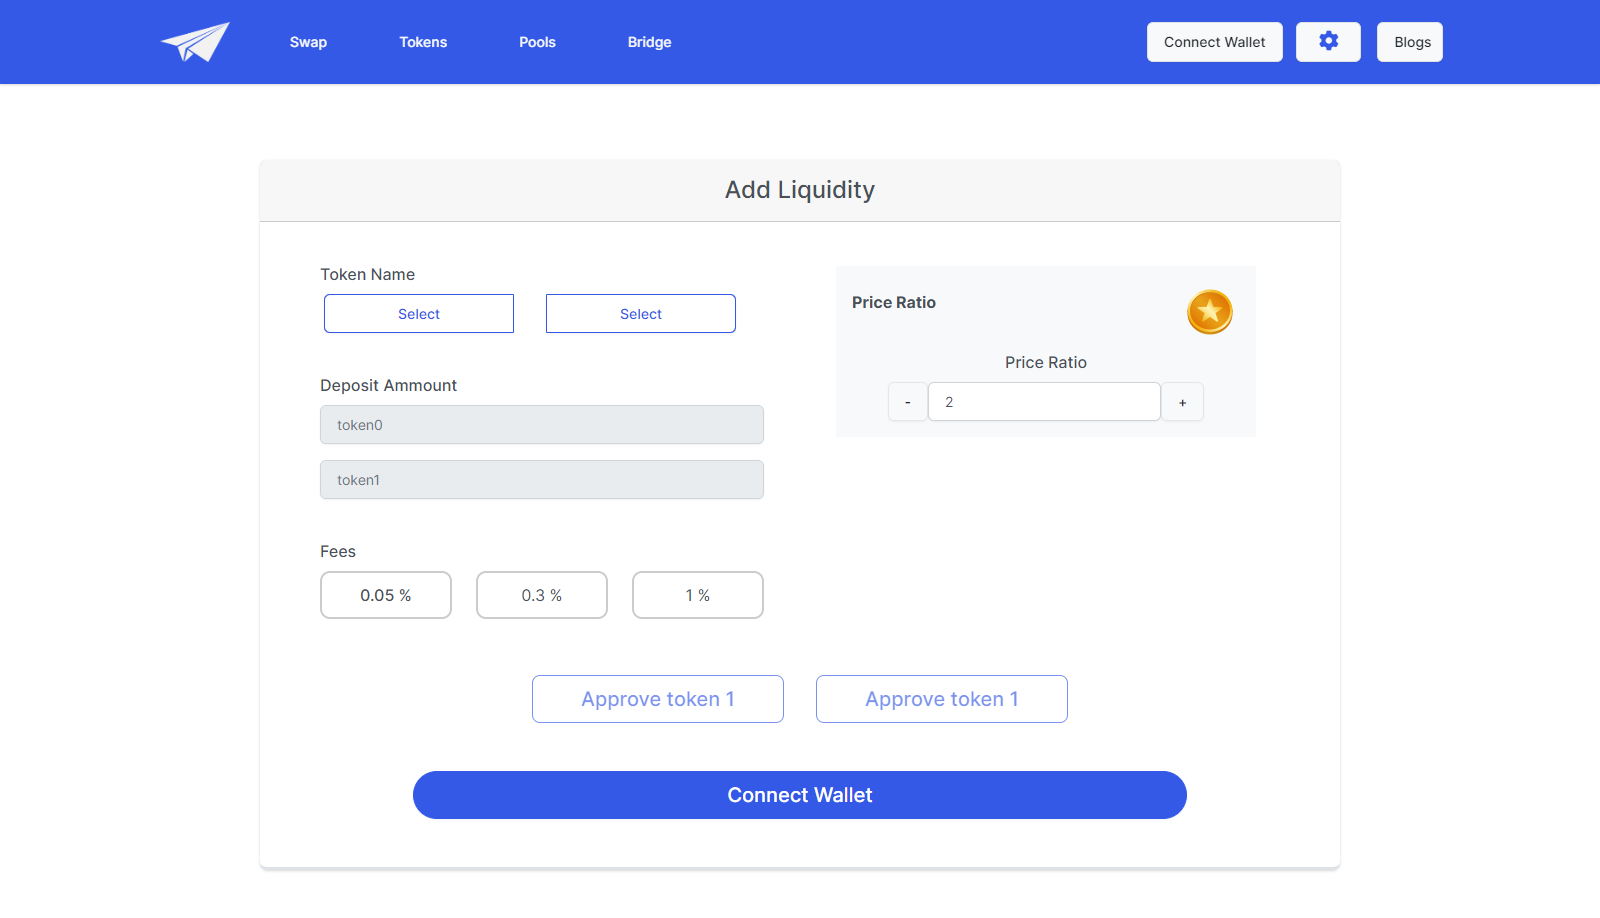 Swap Tokens Pools Bridge Connect Wallet Blogs
Add Liquidity
Token Name
Select Select
Deposit Ammount
token0
token1
Fees
0.05 % 0.3 % 1 %
Price Ratio
Price Ratio
- 2 +
Approve token 1 Approve token 1
Connect Wallet